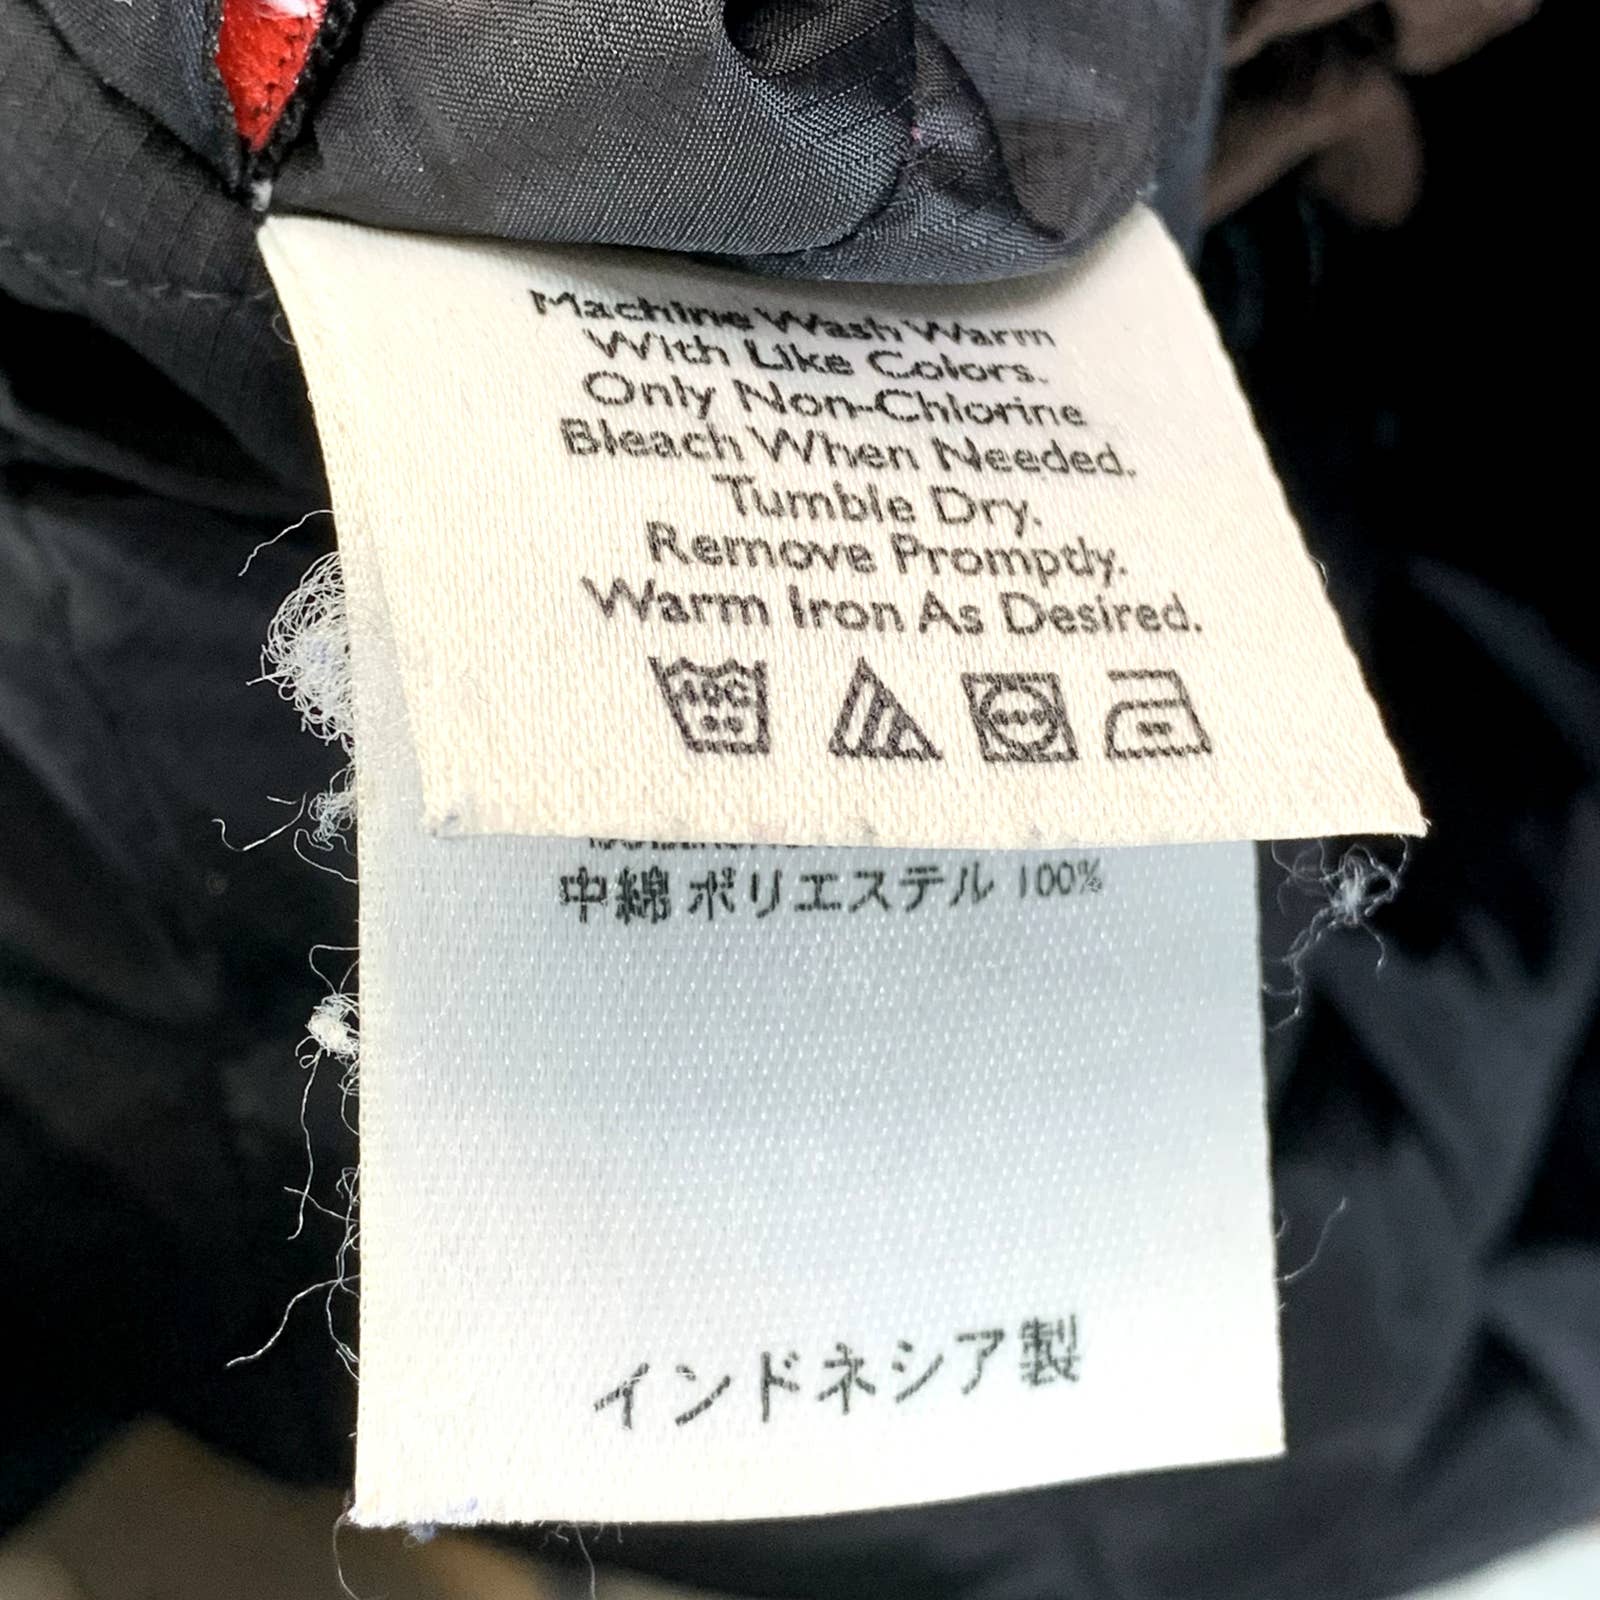 Machine Wash Warm
With Like Colors.
Only Non-Chlorine
Bleach When Needed.
Tumble Dry.
Remove Promptly.
Warm Iron As Desired.
40C
中綿 ポリエステル 100%
インドネシア製